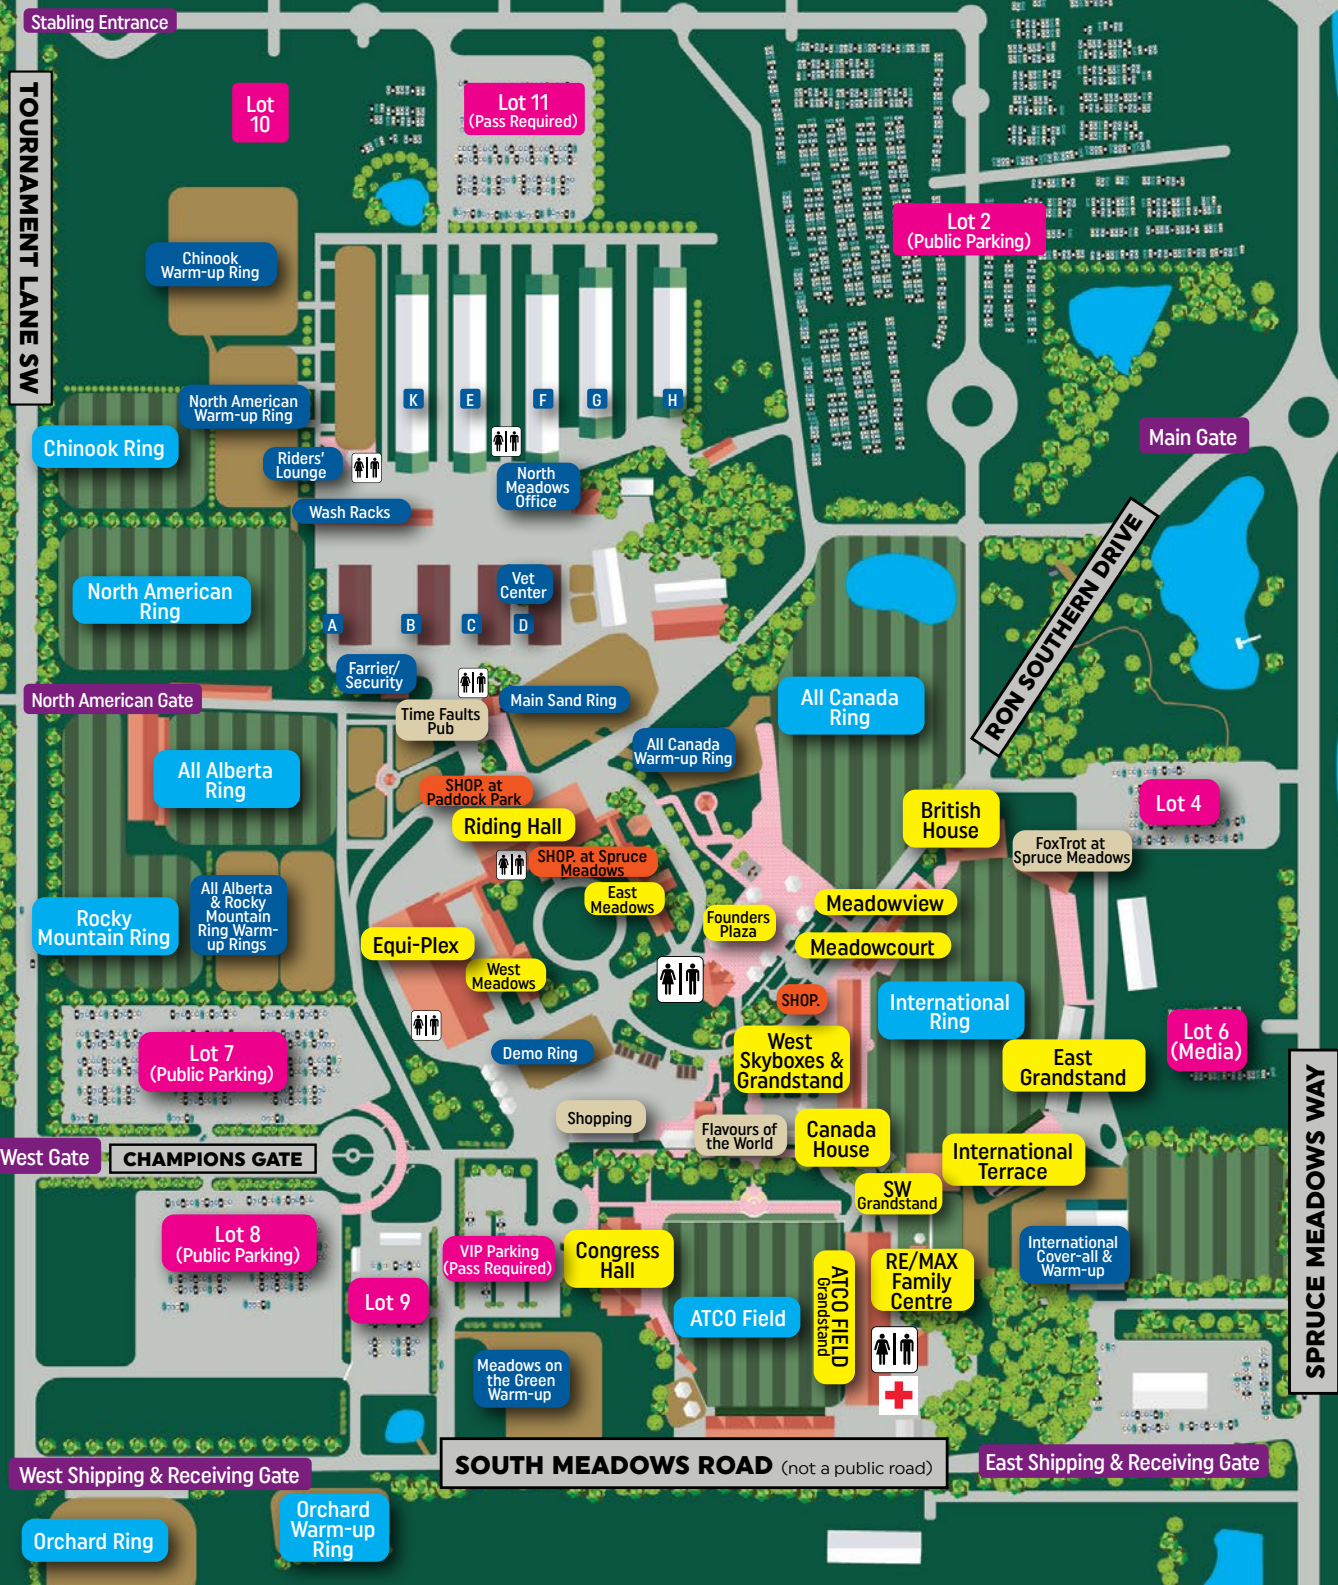 Stabling Entrance
TOURNAMENT LANE SW
Lot
10
Lot 11
(Pass Required)
Lot 2
(Public Parking)
Chinook
Warm-up Ring
North American
Warm-up Ring
K
E
F
G
H
Chinook Ring
Riders'
Lounge
Main Gate
North
Meadows
Office
Wash Racks
RON SOUTHERN DRIVE
North American
Ring
Vet
Center
A
B
C
D
Farrier/
Security
North American Gate
Time Faults
Pub
Main Sand Ring
All Canada
Ring
All Canada
Warm-up Ring
All Alberta
Ring
SHOP. at
Paddock Park
Riding Hall
British
House
Lot 4
FoxTrot at
Spruce Meadows
SHOP. at Spruce
Meadows
East
Meadows
All Alberta
& Rocky
Mountain
Ring Warm-
up Rings
Rocky
Mountain Ring
Founders
Plaza
Meadowview
Meadowcourt
Equi-Plex
West
Meadows
SHOP.
International
Ring
Lot 6
(Media)
Lot 7
(Public Parking)
Demo Ring
West
Skyboxes &
Grandstand
East
Grandstand
SPRUCE MEADOWS WAY
Shopping
Flavours of
the World
Canada
House
West Gate
CHAMPIONS GATE
International
Terrace
SW
Grandstand
Lot 8
(Public Parking)
VIP Parking
(Pass Required)
Congress
Hall
ATCO FIELD
Grandstand
RE/MAX
Family
Centre
International
Cover-all &
Warm-up
Lot 9
ATCO Field
Meadows on
the Green
Warm-up
SOUTH MEADOWS ROAD (not a public road)
West Shipping & Receiving Gate
East Shipping & Receiving Gate
Orchard Ring
Orchard
Warm-up
Ring